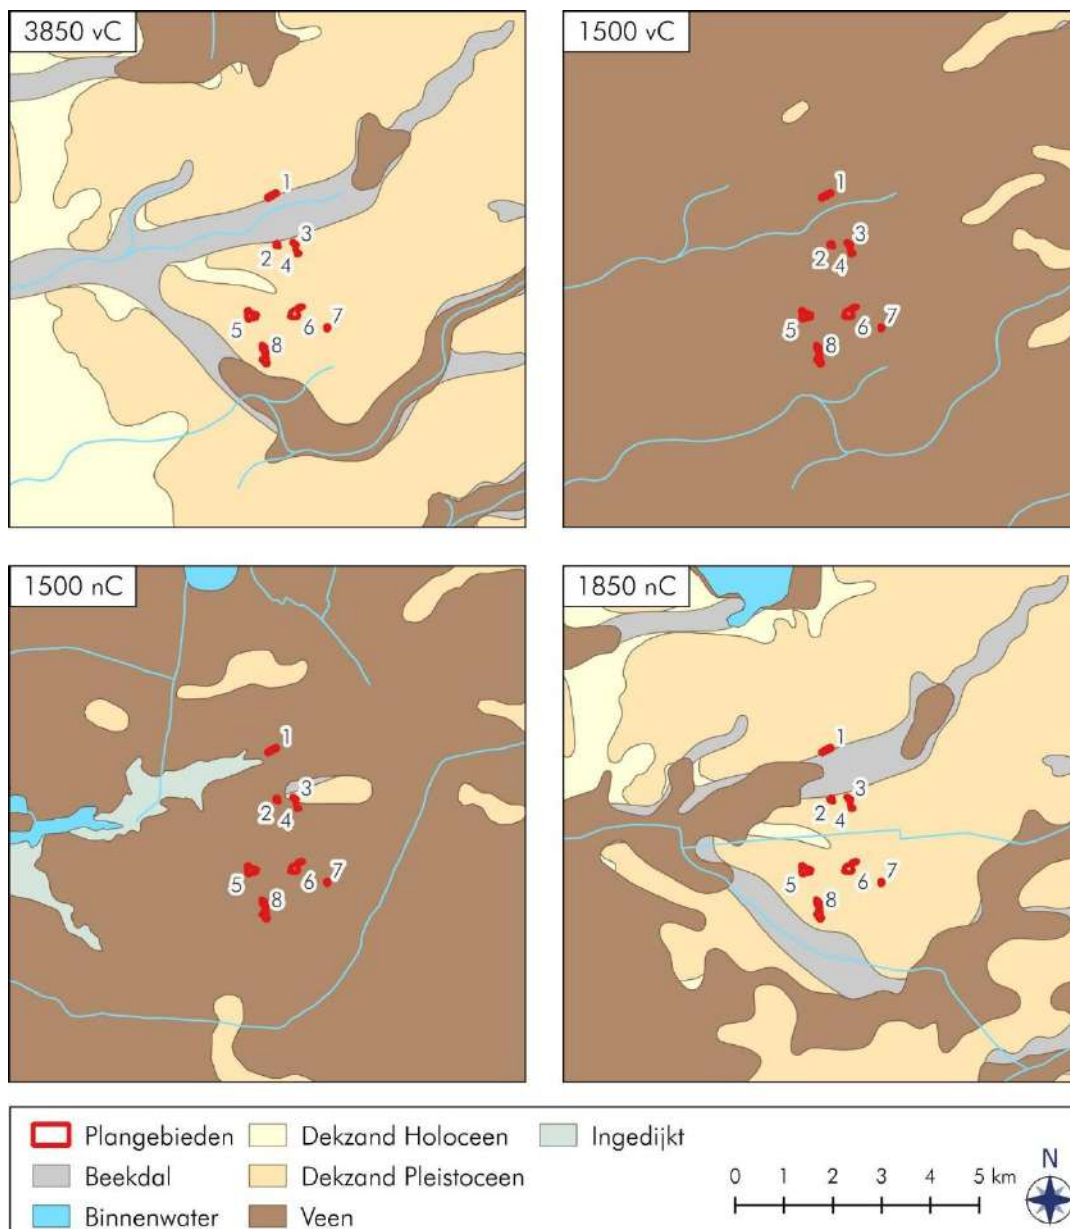 3850 vC
1
3
2 4
5 6 7
8
1500 vC
1
3
2 4
5 6 7
8
1500 nC
1
3
2 4
5 6 7
8
1850 nC
1
3
2 4
5 6 7
8
Plangebieden Dekzand Holoceen Ingedijkt
Beekdal Dekzand Pleistoceen
Binnenwater Veen
0 1 2 3 4 5 km
N